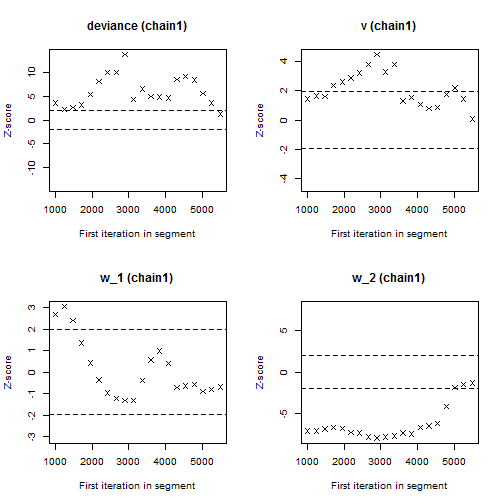 deviance (chain1)
Z-score
10
5
0
-5
-10
1000 2000 3000 4000 5000
First iteration in segment
v (chain1)
Z-score
4
2
0
-2
-4
1000 2000 3000 4000 5000
First iteration in segment
w_1 (chain1)
Z-score
3
2
1
0
-1
-2
-3
1000 2000 3000 4000 5000
First iteration in segment
w_2 (chain1)
Z-score
5
0
-5
1000 2000 3000 4000 5000
First iteration in segment